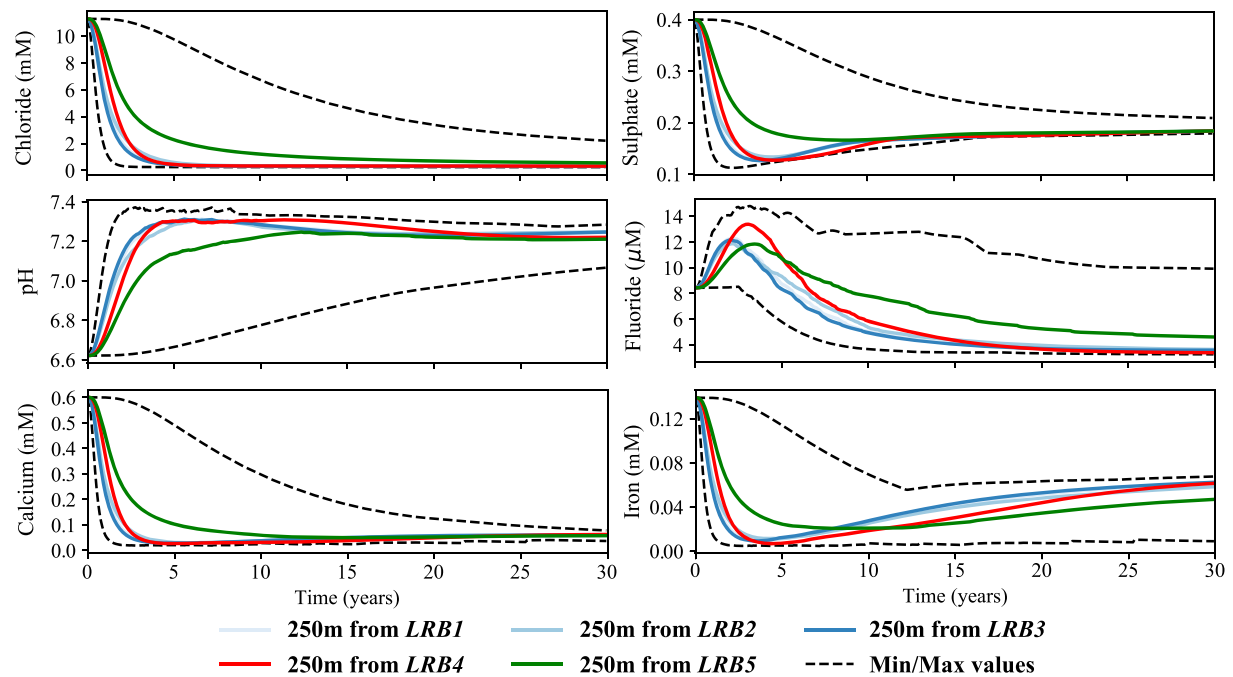 Chloride (mM)
10
8
6
4
2
0
Sulphate (mM)
0.4
0.3
0.2
0.1
pH
7.4
7.2
7.0
6.8
6.6
Fluoride (μM)
14
12
10
8
6
4
Calcium (mM)
0.6
0.5
0.4
0.3
0.2
0.1
0.0
0 5 10 15 20 25 30
Time (years)
Iron (mM)
0.12
0.08
0.04
0.00
0 5 10 15 20 25 30
Time (years)
250m from LRB1 250m from LRB2 250m from LRB3
250m from LRB4 250m from LRB5 Min/Max values